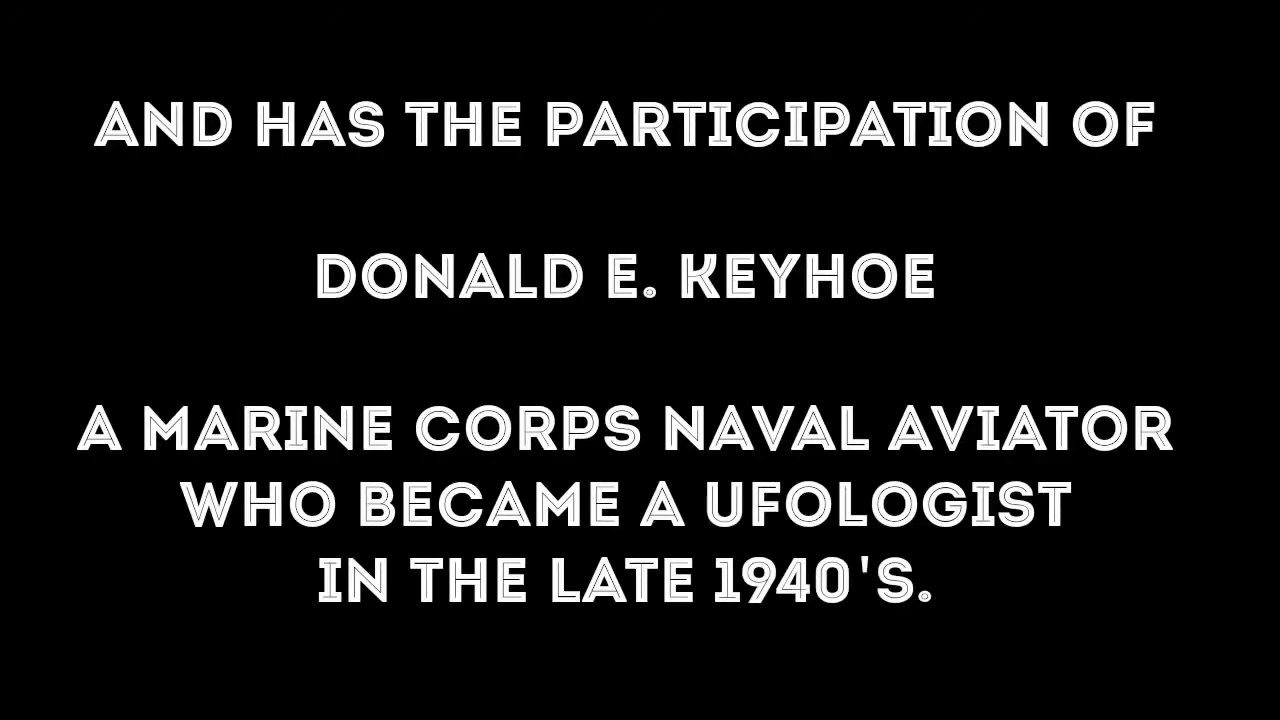 AND HAS THE PARTICIPATION OF
DONALD E. KEYHOE
A MARINE CORPS NAVAL AVIATOR
WHO BECAME A UFOLOGIST
IN THE LATE 1940'S.